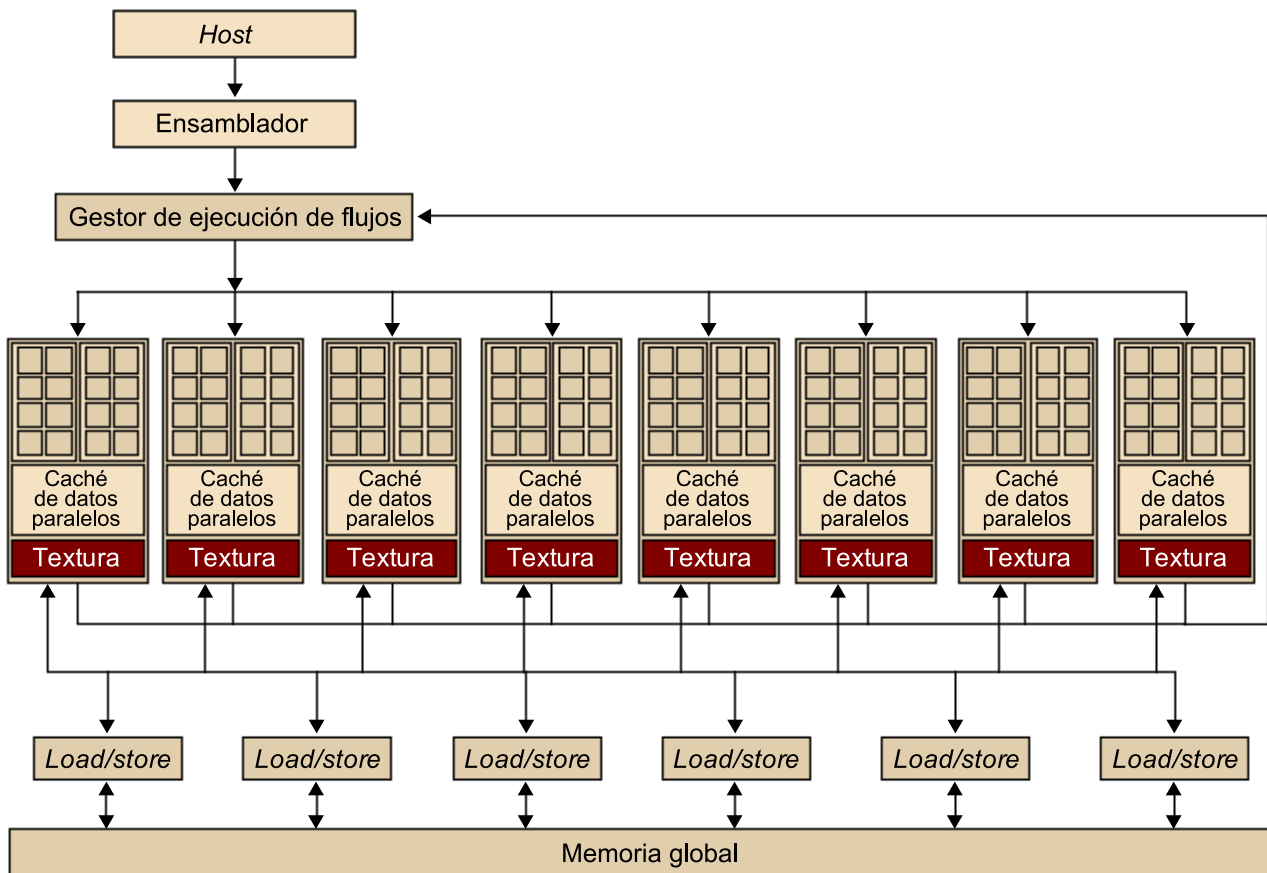 Host
Ensamblador
Gestor de ejecución de flujos
Caché
de datos
paralelos
Caché
de datos
paralelos
Caché
de datos
paralelos
Caché
de datos
paralelos
Caché
de datos
paralelos
Caché
de datos
paralelos
Caché
de datos
paralelos
Caché
de datos
paralelos
Textura
Textura
Textura
Textura
Textura
Textura
Textura
Textura
Load/store
Load/store
Load/store
Load/store
Load/store
Load/store
Memoria global